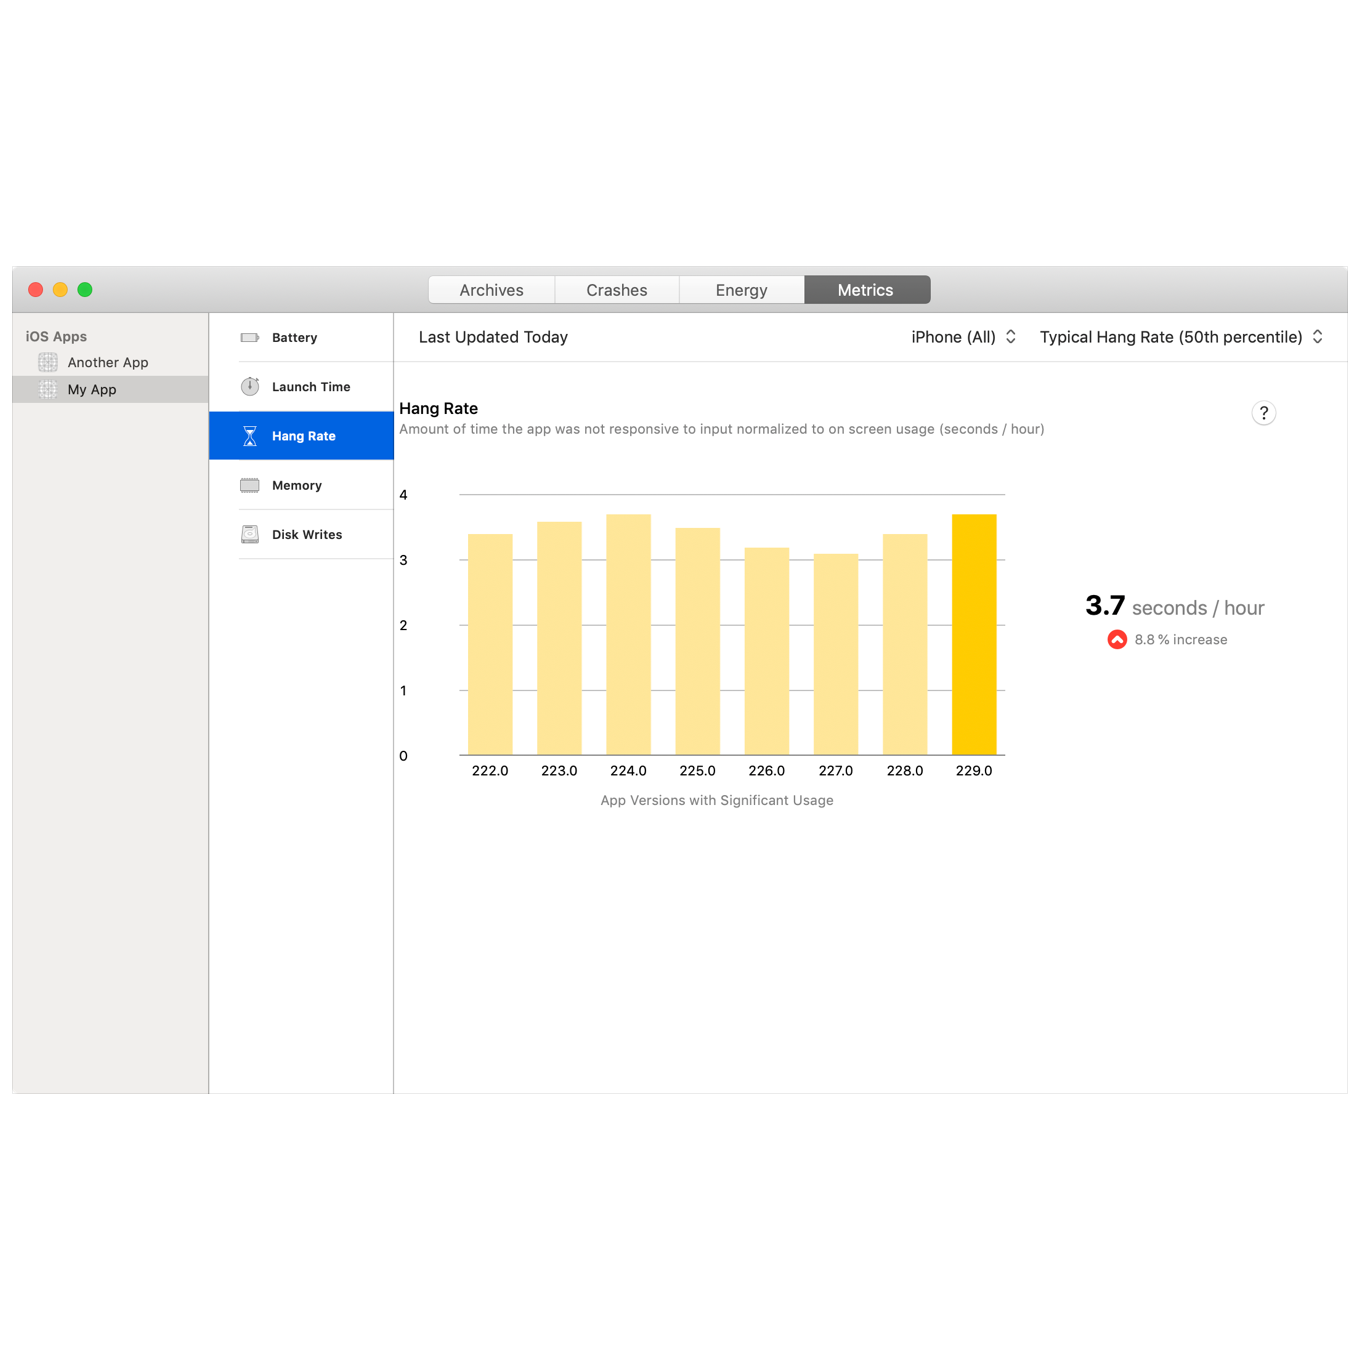 Archives Crashes Energy Metrics
iOS Apps
Another App
My App
Battery
Launch Time
Hang Rate
Memory
Disk Writes
Last Updated Today iPhone (All) Typical Hang Rate (50th percentile)
Hang Rate
?
Amount of time the app was not responsive to input normalized to on screen usage (seconds / hour)
4
3
2
1
0
222.0 223.0 224.0 225.0 226.0 227.0 228.0 229.0
App Versions with Significant Usage
3.7 seconds / hour
8.8 % increase